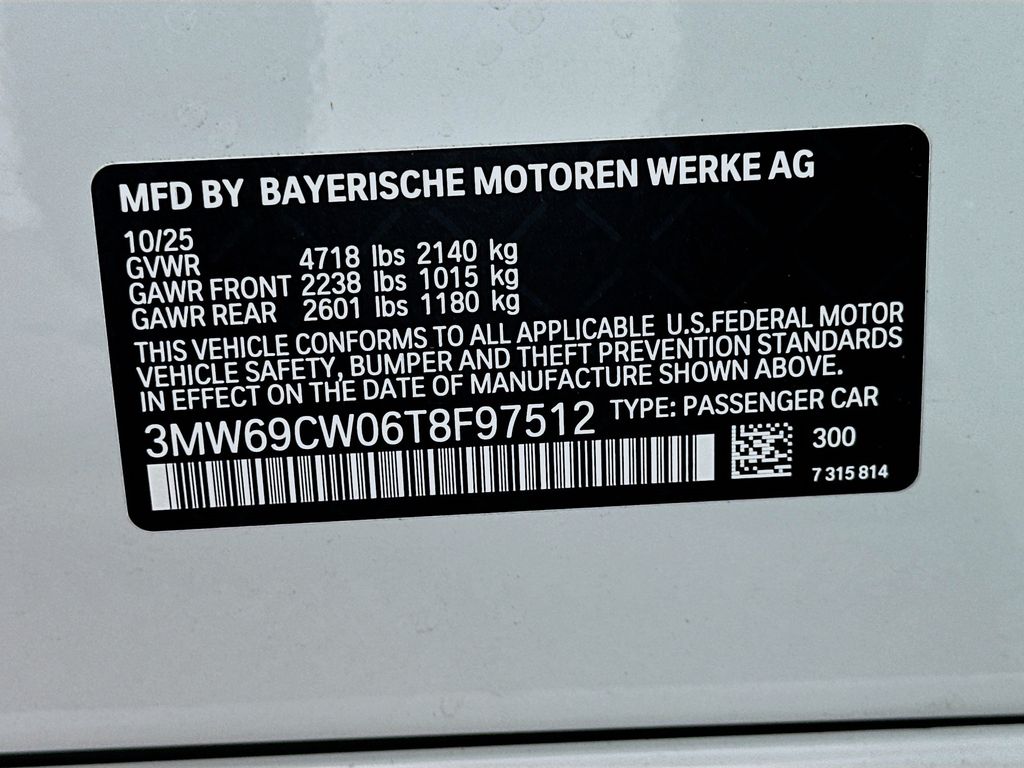 MFD BY BAYERISCHE MOTOREN WERKE AG
10/25
GVWR 4718 lbs 2140 kg
GAWR FRONT 2238 lbs 1015 kg
GAWR REAR 2601 lbs 1180 kg
THIS VEHICLE CONFORMS TO ALL APPLICABLE U.S.FEDERAL MOTOR
VEHICLE SAFETY, BUMPER AND THEFT PREVENTION STANDARDS
IN EFFECT ON THE DATE OF MANUFACTURE SHOWN ABOVE.
3MW69CW06T8F97512 TYPE: PASSENGER CAR
300
7 315 814